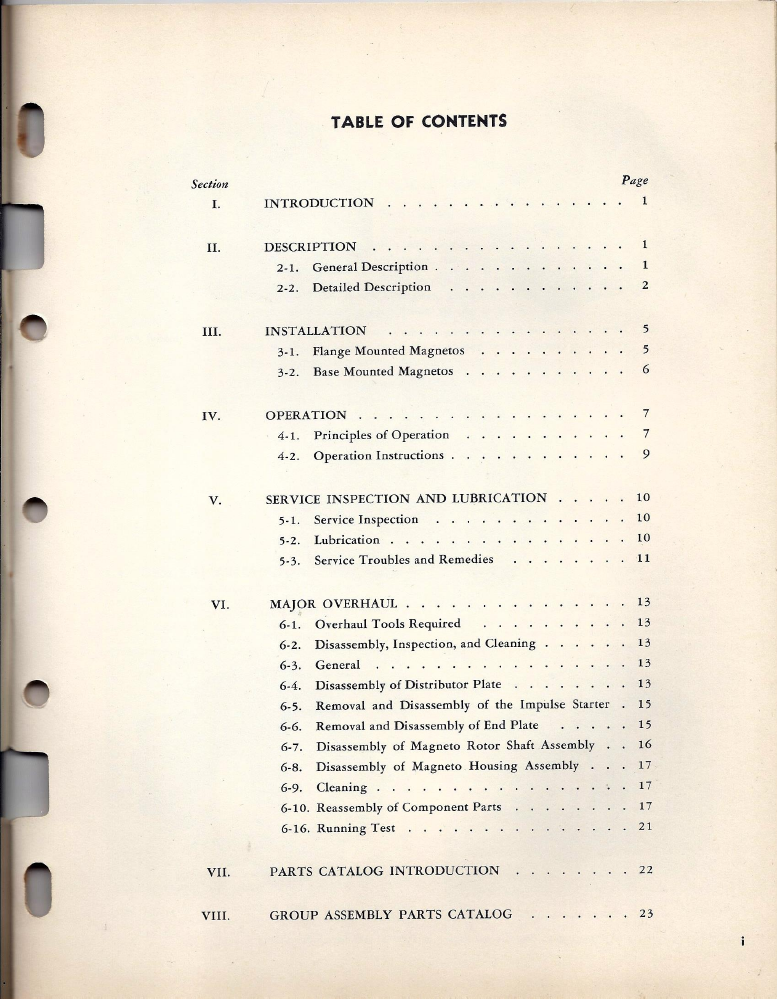 TABLE OF CONTENTS
Section Page
I. INTRODUCTION . . . . . . . . . . . . . . . . 1
II. DESCRIPTION . . . . . . . . . . . . . . . . . 1
2-1. General Description . . . . . . . . . . . . . 1
2-2. Detailed Description . . . . . . . . . . . . 2
III. INSTALLATION . . . . . . . . . . . . . . . . 5
3-1. Flange Mounted Magnetos . . . . . . . . . . 5
3-2. Base Mounted Magnetos . . . . . . . . . . . 6
IV. OPERATION . . . . . . . . . . . . . . . . . . 7
4-1. Principles of Operation . . . . . . . . . . . 7
4-2. Operation Instructions . . . . . . . . . . . . 9
V. SERVICE INSPECTION AND LUBRICATION . . . . . 10
5-1. Service Inspection . . . . . . . . . . . . . 10
5-2. Lubrication . . . . . . . . . . . . . . . . 10
5-3. Service Troubles and Remedies . . . . . . . . 11
VI. MAJOR OVERHAUL . . . . . . . . . . . . . . . 13
6-1. Overhaul Tools Required . . . . . . . . . . 13
6-2. Disassembly, Inspection, and Cleaning . . . . . . 13
6-3. General . . . . . . . . . . . . . . . . . 13
6-4. Disassembly of Distributor Plate . . . . . . . . 13
6-5. Removal and Disassembly of the Impulse Starter . 15
6-6. Removal and Disassembly of End Plate . . . . . 15
6-7. Disassembly of Magneto Rotor Shaft Assembly . . 16
6-8. Disassembly of Magneto Housing Assembly . . . 17
6-9. Cleaning . . . . . . . . . . . . . . . . . 17
6-10. Reassembly of Component Parts . . . . . . . . 17
6-16. Running Test . . . . . . . . . . . . . . . 21
VII. PARTS CATALOG INTRODUCTION . . . . . . . . 22
VIII. GROUP ASSEMBLY PARTS CATALOG . . . . . . . 23
i